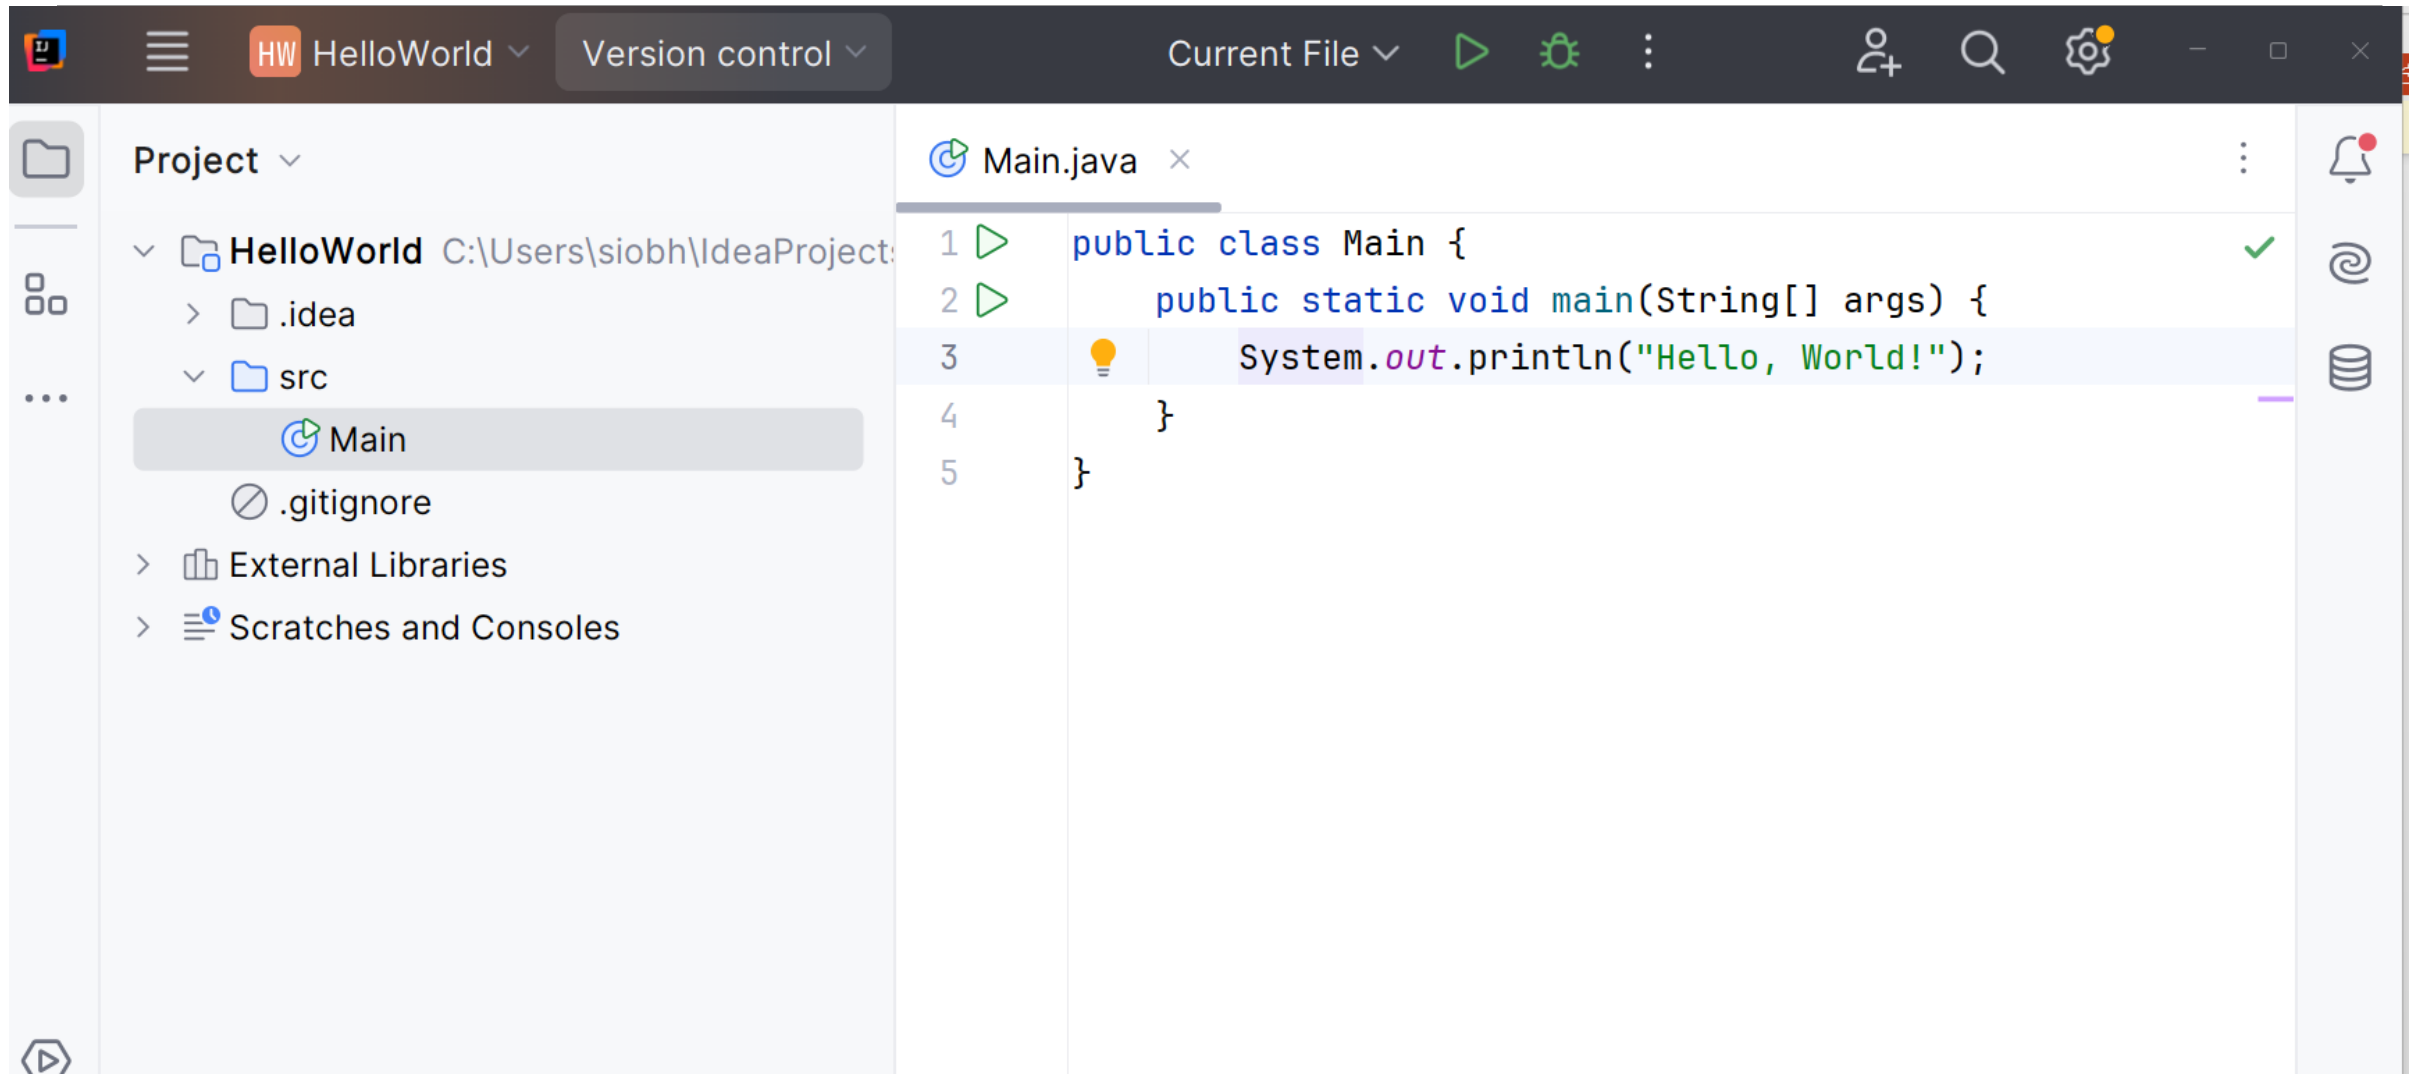 IJ
HW HelloWorld Version control Current File
Project
HelloWorld C:\Users\siobh\IdeaProject
.idea
src
Main
.gitignore
External Libraries
Scratches and Consoles
Main.java
1 public class Main {
2 public static void main(String[] args) {
3 System.out.println("Hello, World!");
4 }
5 }